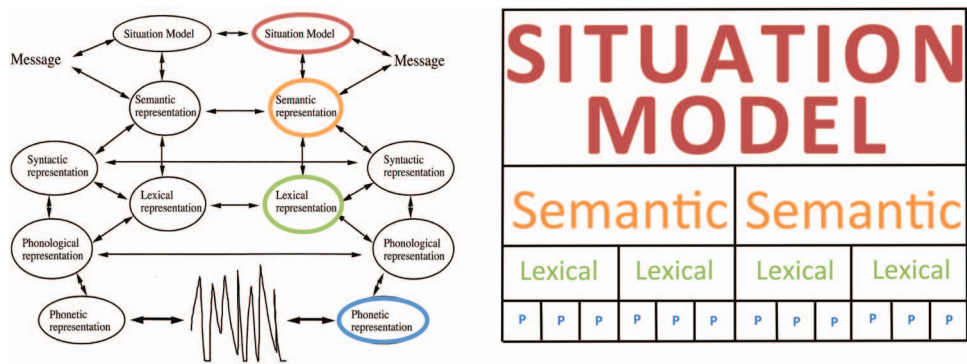 Situation Model
Situation Model
Message
Message
Semantic
representation
Semantic
representation
Syntactic
representation
Syntactic
representation
Lexical
representation
Lexical
representation
Phonological
representation
Phonological
representation
Phonetic
representation
Phonetic
representation
SITUATION
MODEL
Semantic Semantic
Lexical Lexical Lexical Lexical
P P P P P P P P P P P P